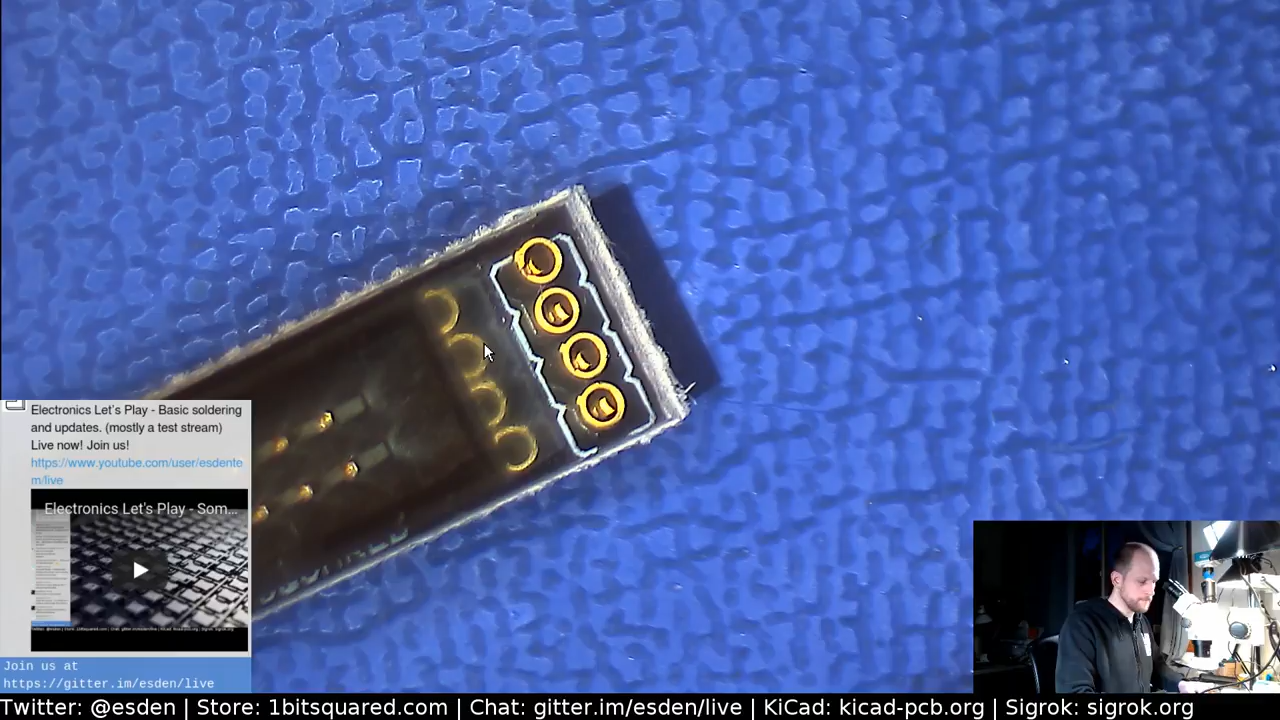 Electronics Let's Play - Basic soldering
and updates. (mostly a test stream)
Live now! Join us!
https://www.youtube.com/user/esdente
m/live
Electronics Let's Play - Som...
Join us at
https://gitter.im/esden/live
Twitter: @esden | Store: 1bitsquared.com | Chat: gitter.im/esden/live | KiCad: kicad-pcb.org | Sigrok: sigrok.org